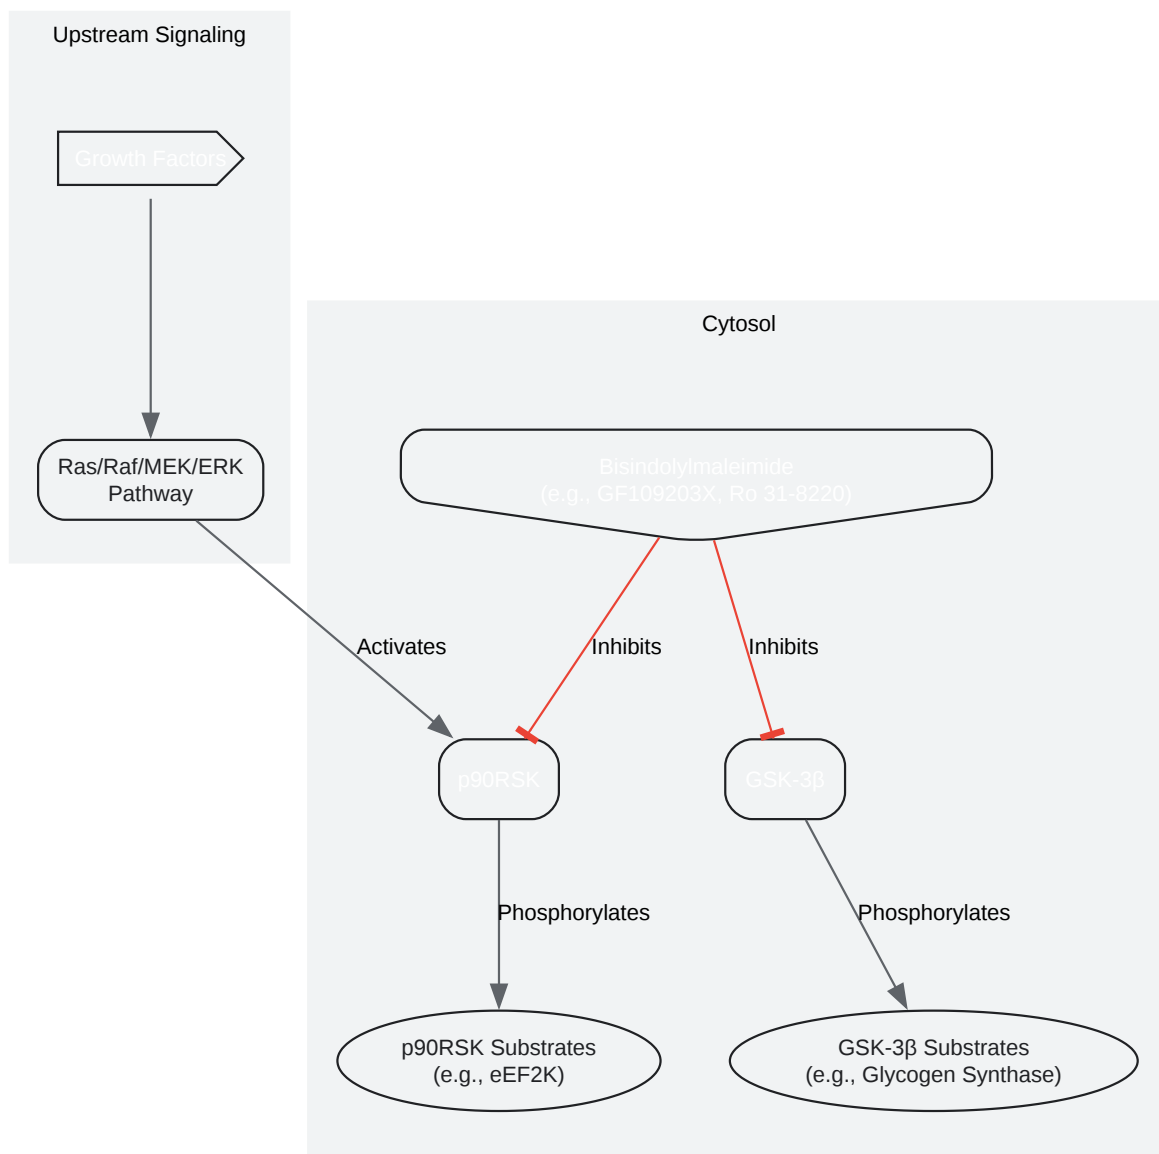 Upstream Signaling
Growth Factors
Ras/Raf/MEK/ERK
Pathway
Cytosol
Bisindolylmaleimide
(e.g., GF109203X, Ro 31-8220)
Activates
Inhibits
Inhibits
p90RSK
GSK-3β
Phosphorylates
Phosphorylates
p90RSK Substrates
(e.g., eEF2K)
GSK-3β Substrates
(e.g., Glycogen Synthase)